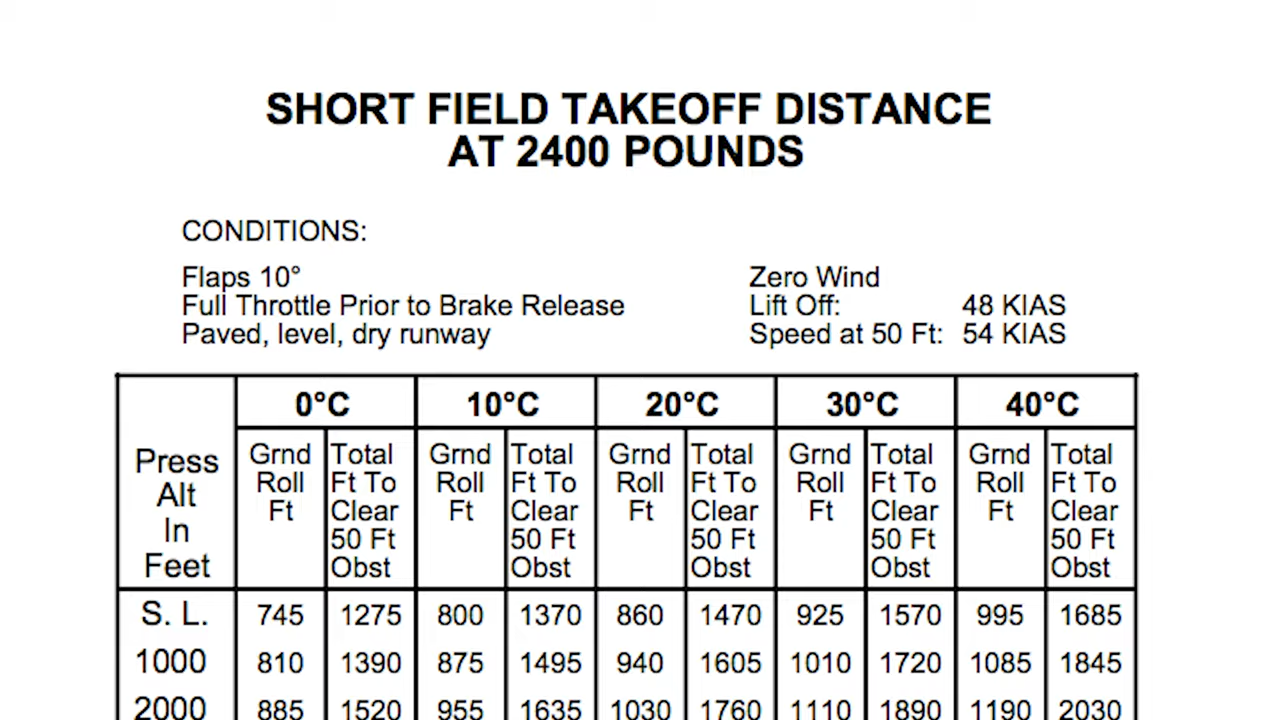 SHORT FIELD TAKEOFF DISTANCE
AT 2400 POUNDS
CONDITIONS:
Flaps 10° Zero Wind
Full Throttle Prior to Brake Release Lift Off: 48 KIAS
Paved, level, dry runway Speed at 50 Ft: 54 KIAS
0°C 10°C 20°C 30°C 40°C
Grnd Total Grnd Total Grnd Total Grnd Total Grnd Total
Press Roll Ft To Roll Ft To Roll Ft To Roll Ft To Roll Ft To
Alt Ft Clear Ft Clear Ft Clear Ft Clear Ft Clear
In 50 Ft 50 Ft 50 Ft 50 Ft 50 Ft
Feet Obst Obst Obst Obst Obst
S. L. 745 1275 800 1370 860 1470 925 1570 995 1685
1000 810 1390 875 1495 940 1605 1010 1720 1085 1845
2000 885 1520 955 1635 1030 1760 1110 1890 1190 2030